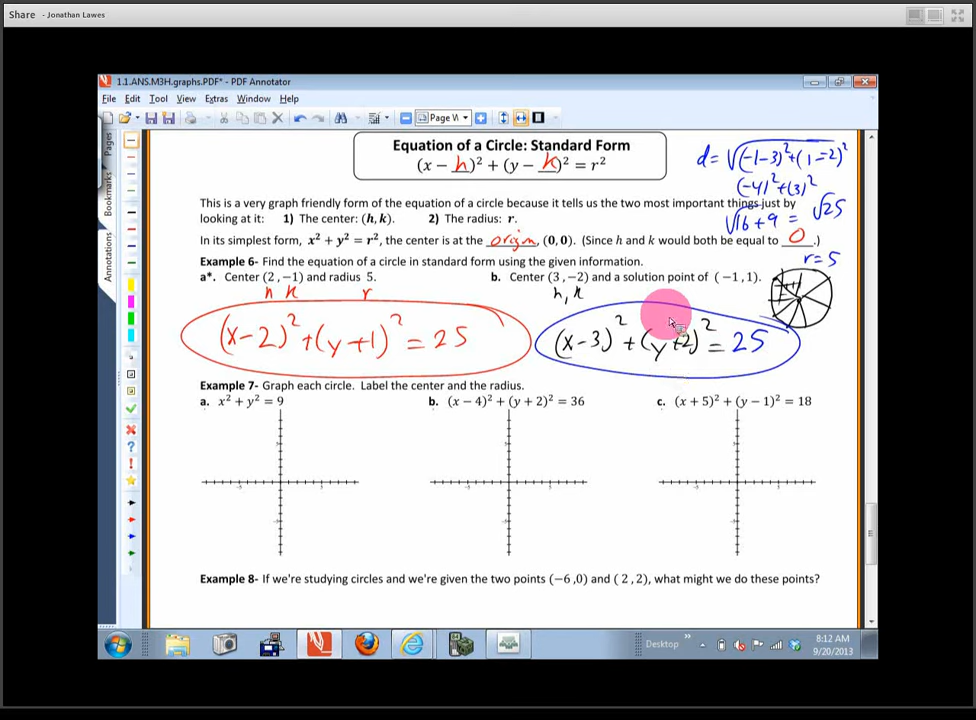 Share - Jonathan Lawes
1.1.ANS.M3H.graphs.PDF* - PDF Annotator
File Edit Tool View Extras Window Help
Page W
Pages
Bookmarks
Annotations
Equation of a Circle: Standard Form
(x − h)² + (y − k)² = r²
d = √(-1-3)²+(1--2)²
(-4)²+(3)²
√16+9 = √25
r=5
This is a very graph friendly form of the equation of a circle because it tells us the two most important things just by
looking at it: 1) The center: (h, k). 2) The radius: r.
In its simplest form, x² + y² = r², the center is at the origin, (0, 0). (Since h and k would both be equal to 0.)
Example 6- Find the equation of a circle in standard form using the given information.
a*. Center (2, −1) and radius 5.
h k r
(x-2)²+(y+1)² = 25
b. Center (3, −2) and a solution point of (−1, 1).
h, k
(x-3)²+(y+2)² = 25
Example 7- Graph each circle. Label the center and the radius.
a. x² + y² = 9
b. (x − 4)² + (y + 2)² = 36
c. (x + 5)² + (y − 1)² = 18
Example 8- If we're studying circles and we're given the two points (−6 ,0) and ( 2 , 2), what might we do these points?
Desktop
8:12 AM
9/20/2013